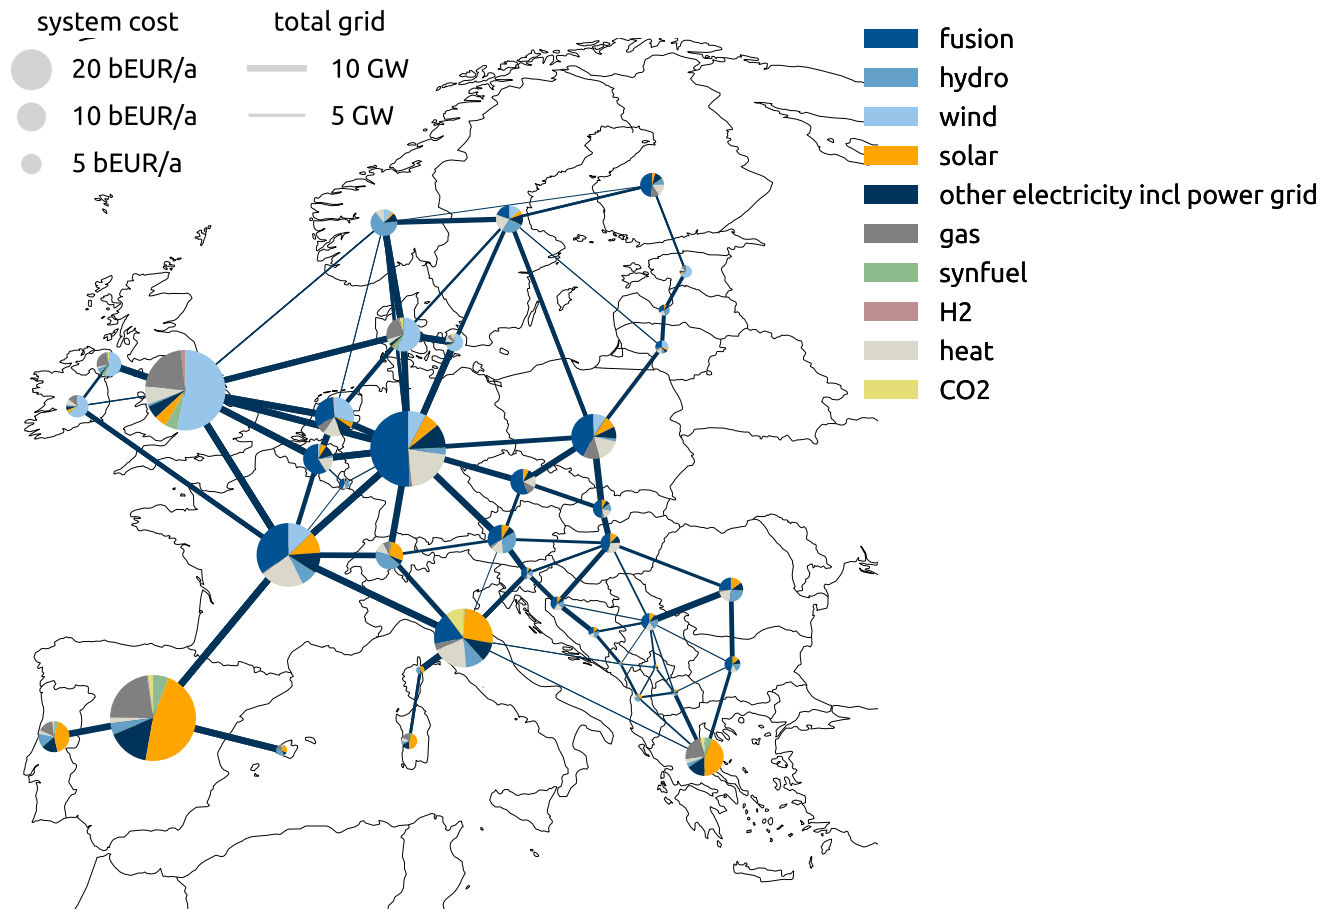 system cost
20 bEUR/a
10 bEUR/a
5 bEUR/a
total grid
10 GW
5 GW
fusion
hydro
wind
solar
other electricity incl power grid
gas
synfuel
H2
heat
CO2